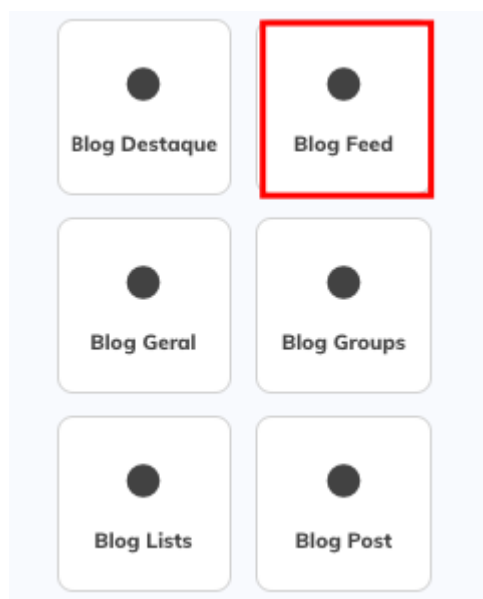 Blog Destaque
Blog Feed
Blog Geral
Blog Groups
Blog Lists
Blog Post